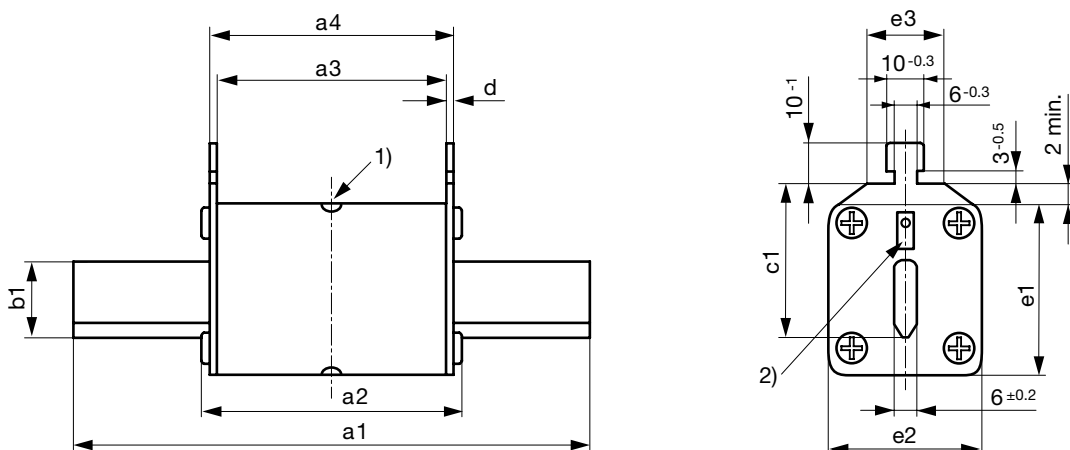 a4
a3
d
1)
b1
a2
a1
e3
10-0.3
6-0.3
10-1
3-0.5
2 min.
c1
e1
2)
6±0.2
e2